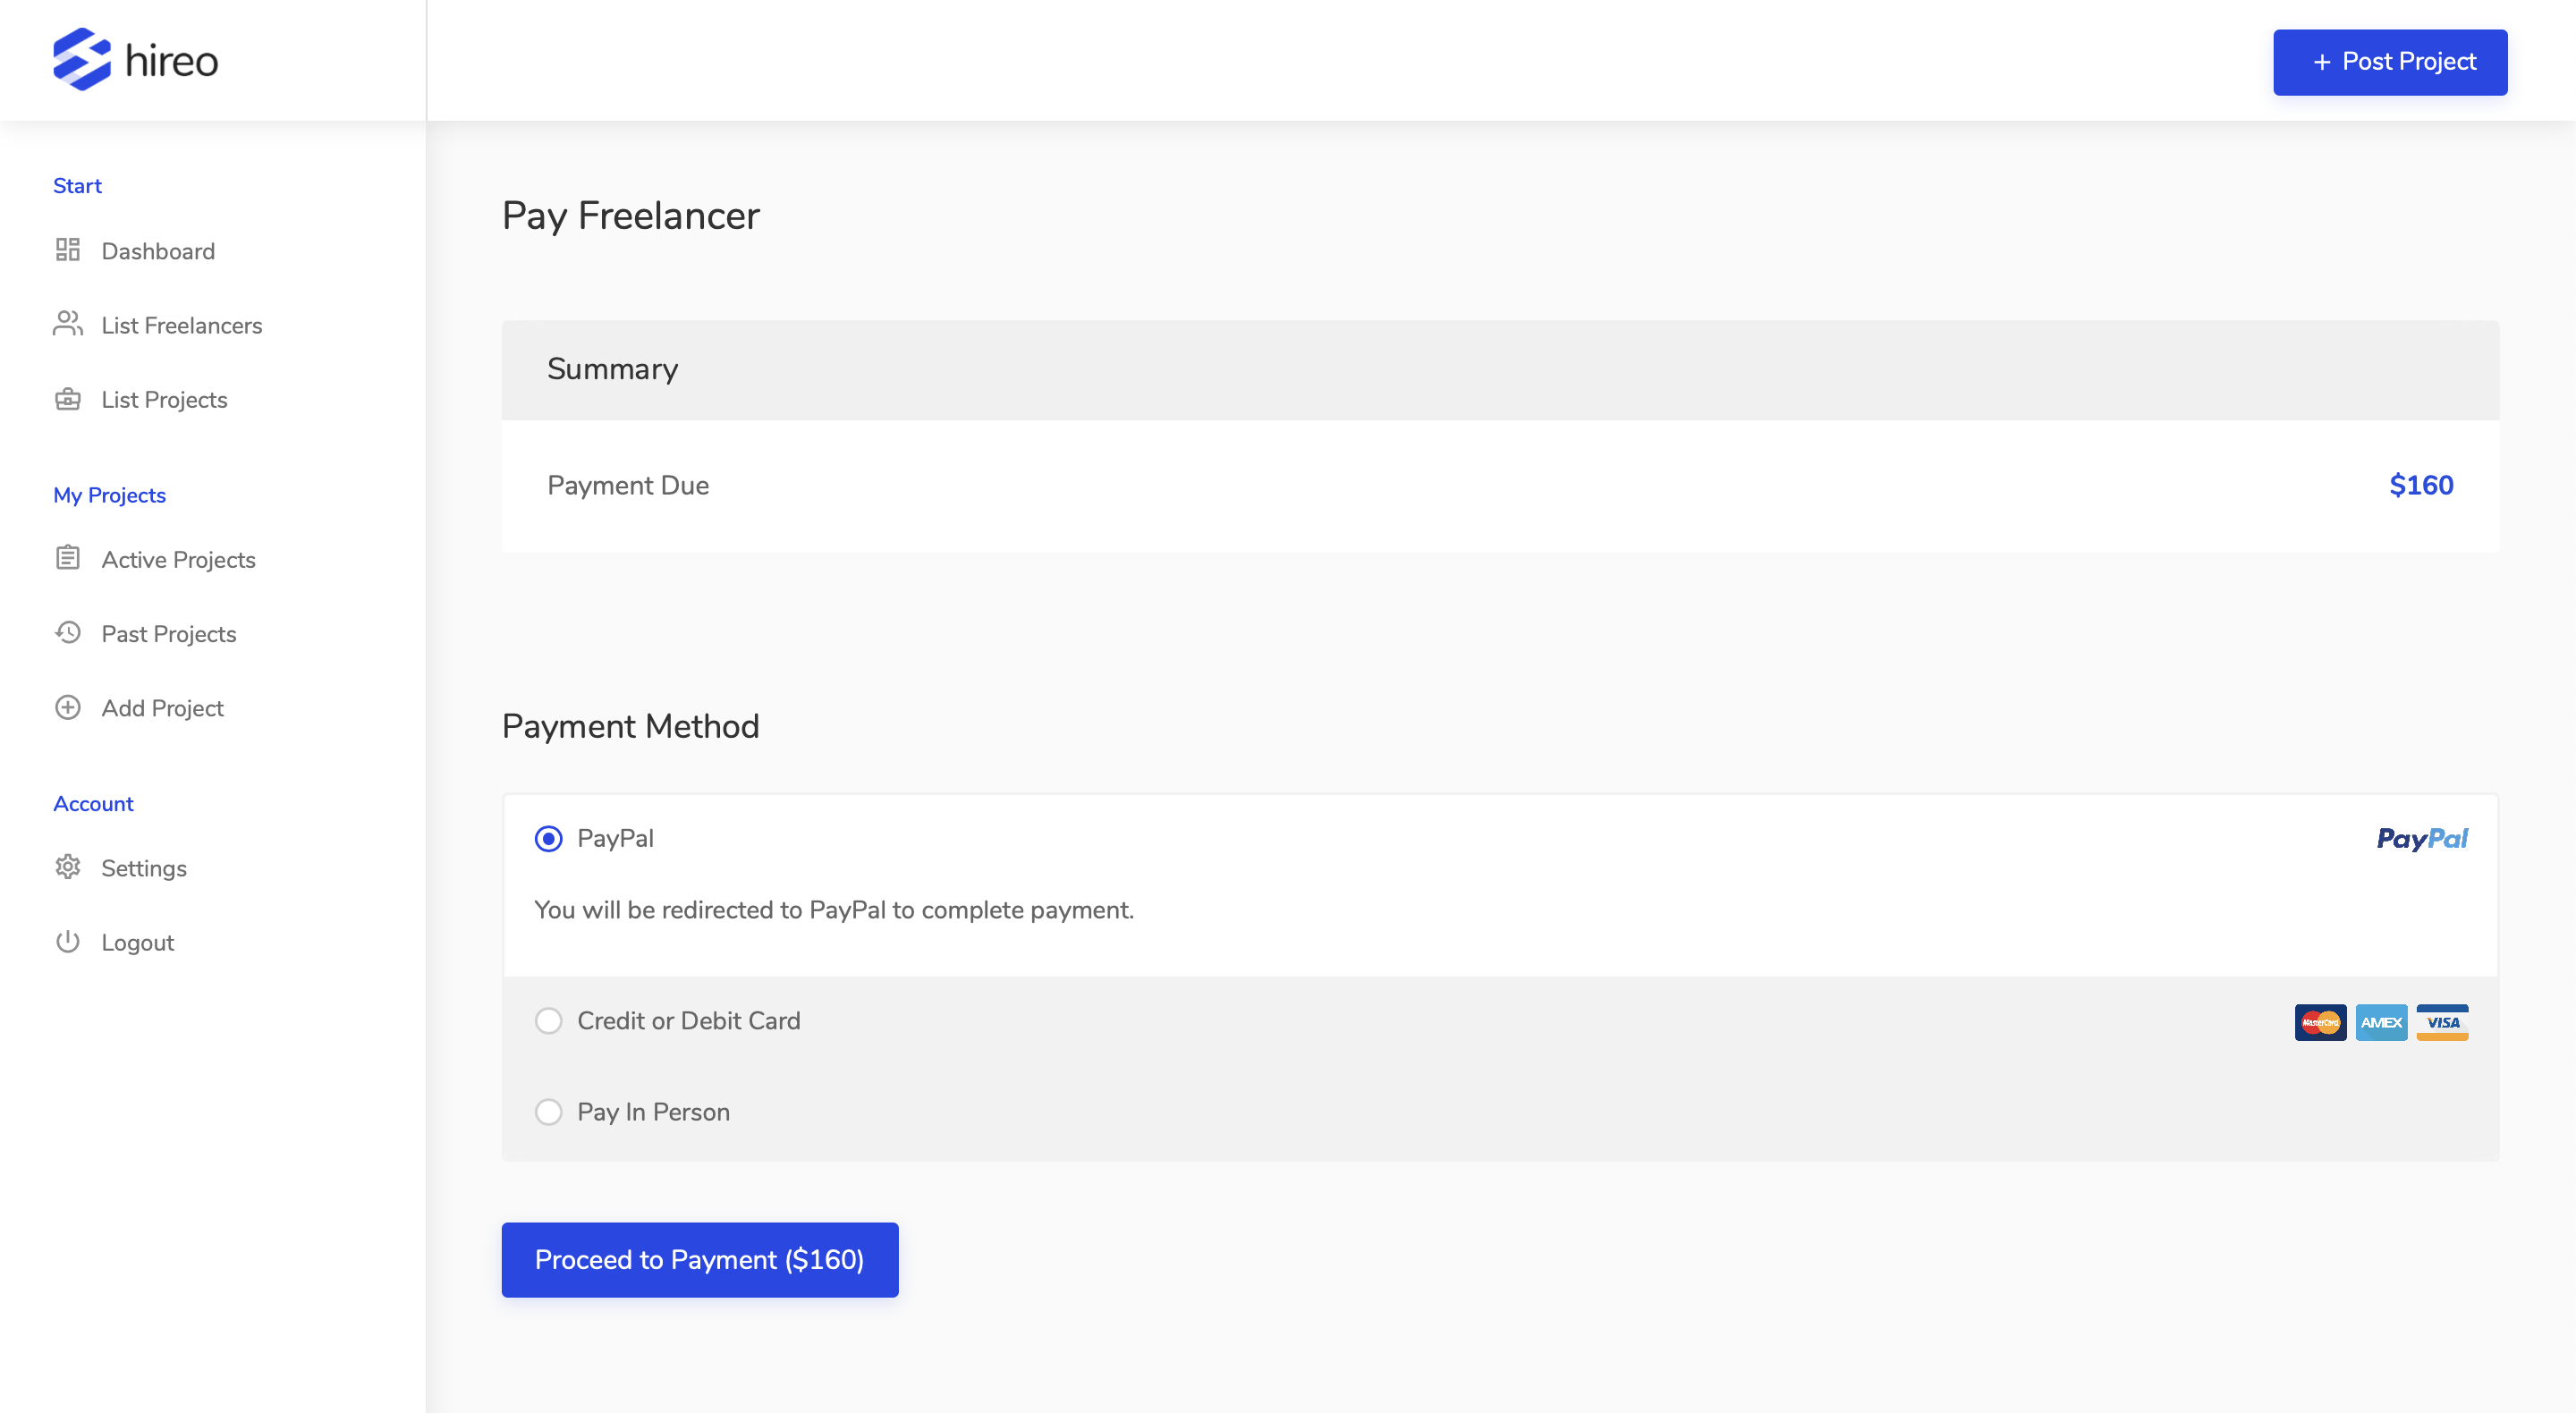 hireo
+ Post Project
Start
Dashboard
List Freelancers
List Projects
My Projects
Active Projects
Past Projects
Add Project
Account
Settings
Logout
Pay Freelancer
Summary
Payment Due $160
Payment Method
PayPal PayPal
You will be redirected to PayPal to complete payment.
Credit or Debit Card MasterCard AMEX VISA
Pay In Person
Proceed to Payment ($160)